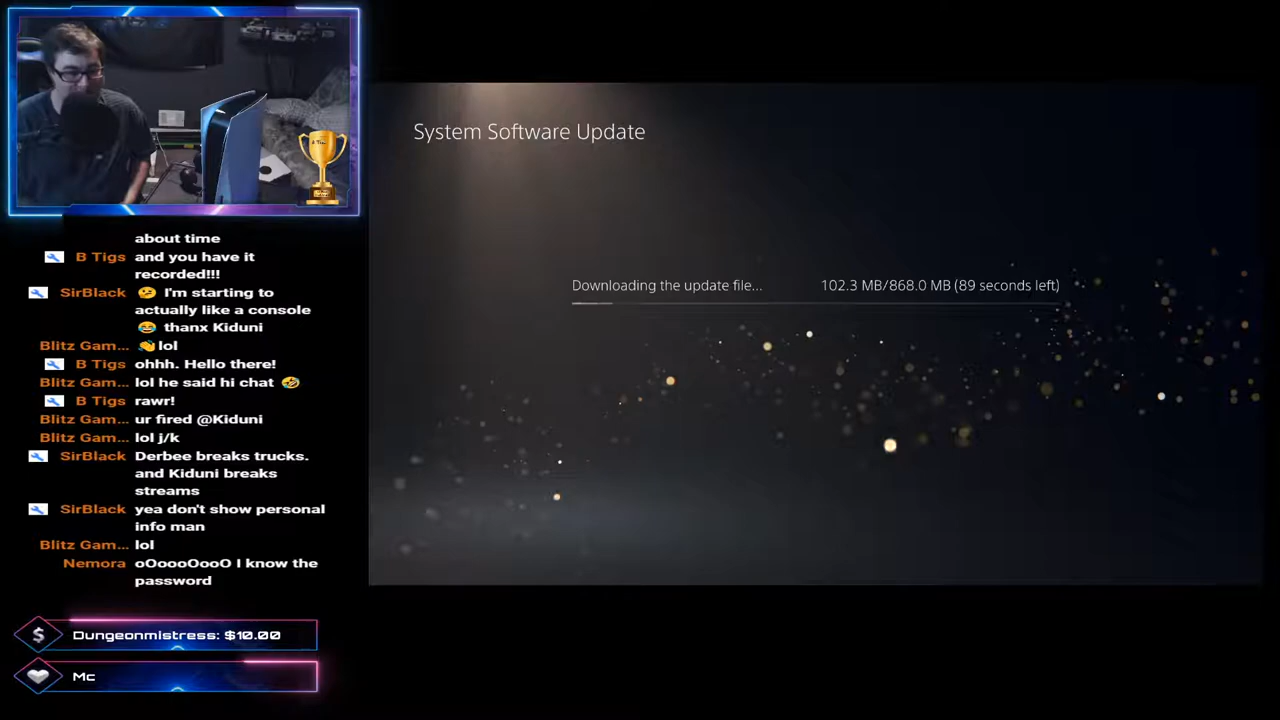 about time
B Tigs and you have it
recorded!!!
SirBlack 🤔 I'm starting to
actually like a console
😂 thanx Kiduni
Blitz Gam... 👏 lol
B Tigs ohhh. Hello there!
Blitz Gam... lol he said hi chat 🤣
B Tigs rawr!
Blitz Gam... ur fired @Kiduni
Blitz Gam... lol j/k
SirBlack Derbee breaks trucks.
and Kiduni breaks
streams
SirBlack yea don't show personal
info man
Blitz Gam... lol
Nemora oOoooOooO I know the
password
$ Dungeonmistress: $10.00
Mc
System Software Update
Downloading the update file... 102.3 MB/868.0 MB (89 seconds left)